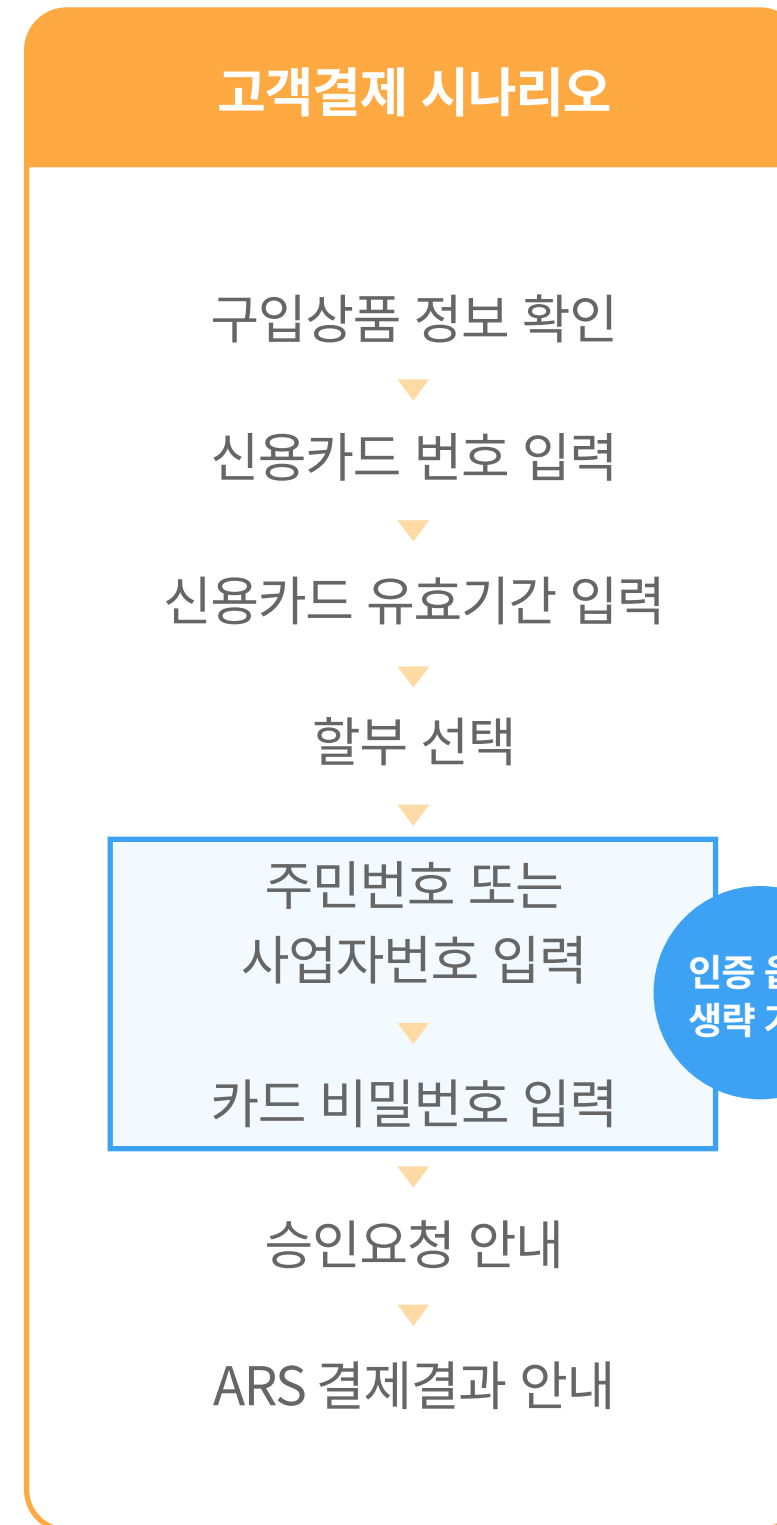 고객결제 시나리오
구입상품 정보 확인
신용카드 번호 입력
신용카드 유효기간 입력
할부 선택
주민번호 또는
사업자번호 입력
인증
생략
카드 비밀번호 입력
승인요청 안내
ARS 결제결과 안내